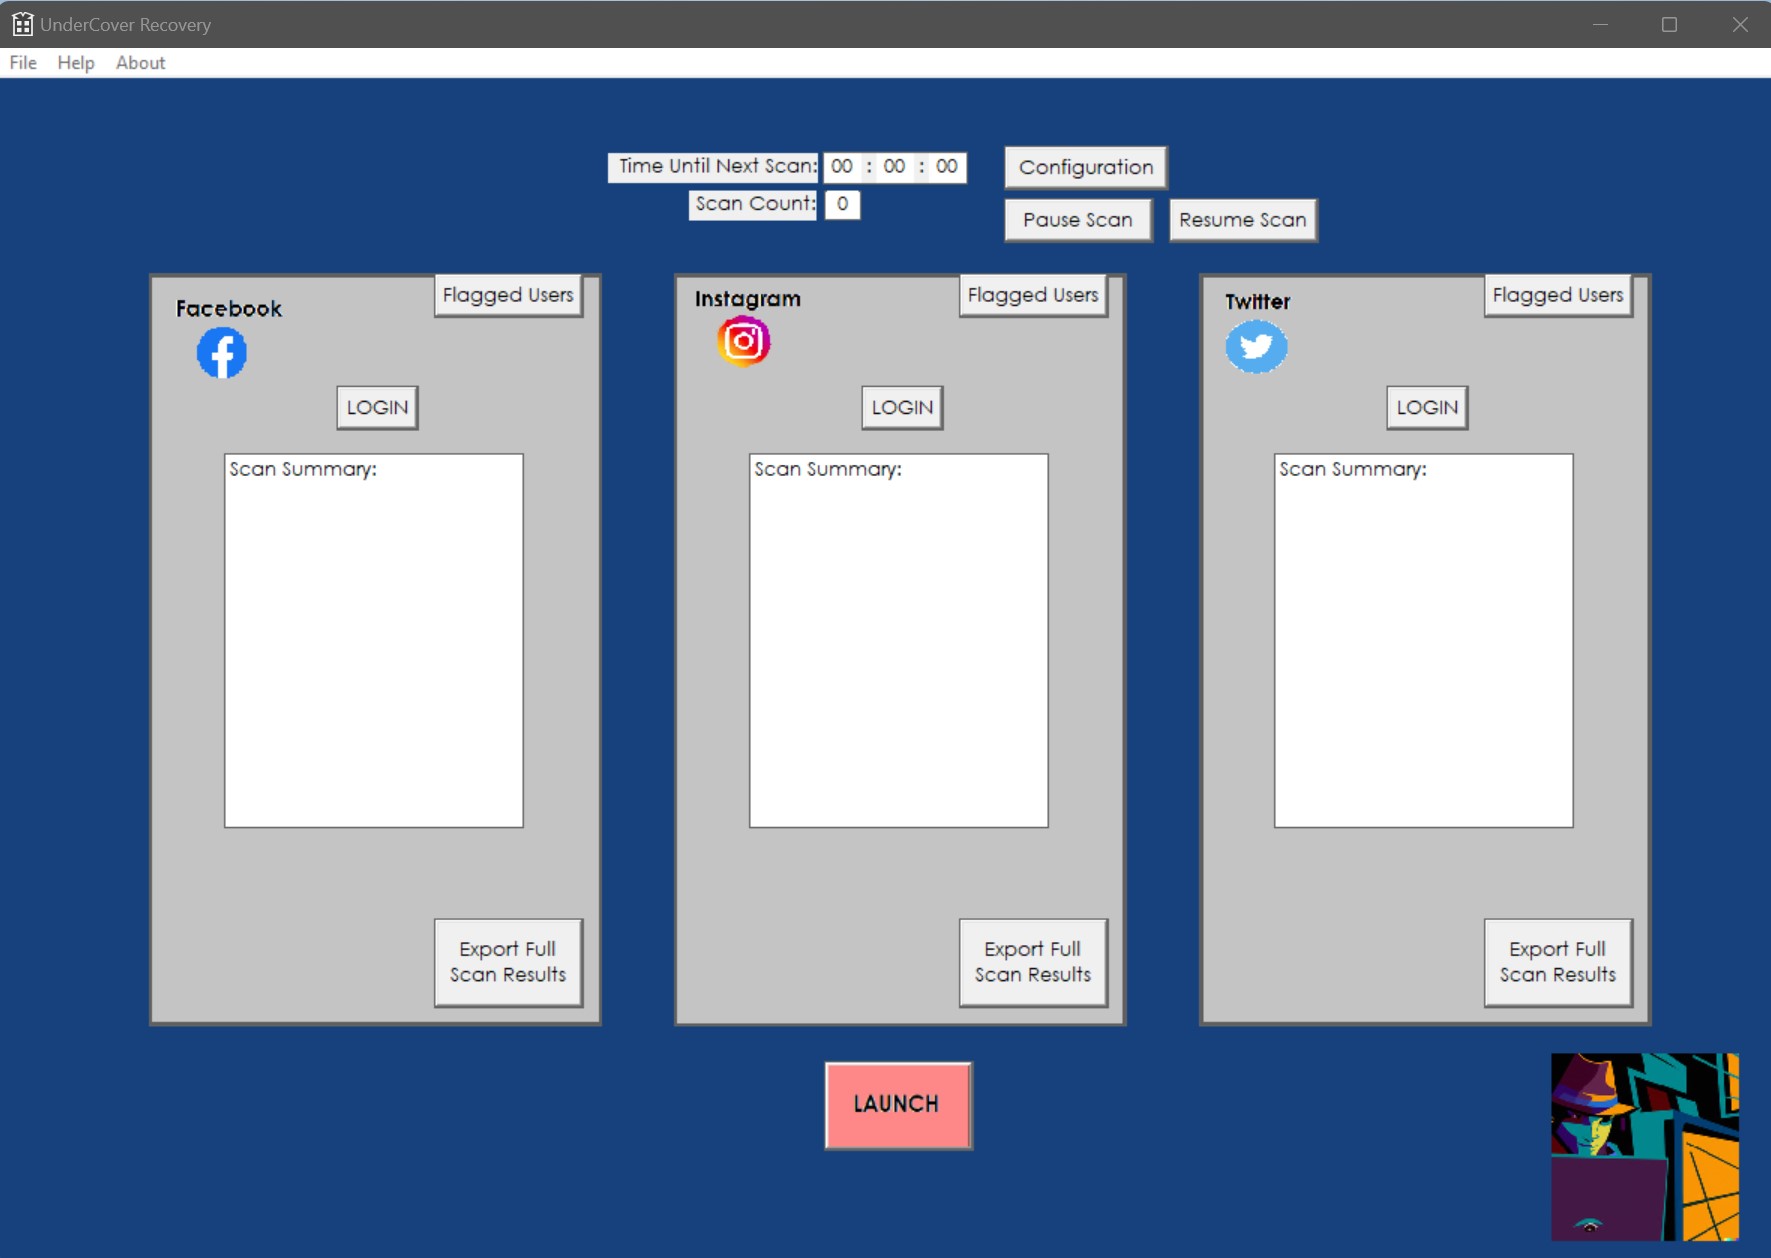 UnderCover Recovery
File Help About
Time Until Next Scan: 00 : 00 : 00
Configuration
Scan Count: 0
Pause Scan Resume Scan
Facebook
Flagged Users
LOGIN
Scan Summary:
Export Full
Scan Results
Instagram
Flagged Users
LOGIN
Scan Summary:
Export Full
Scan Results
Twitter
Flagged Users
LOGIN
Scan Summary:
Export Full
Scan Results
LAUNCH